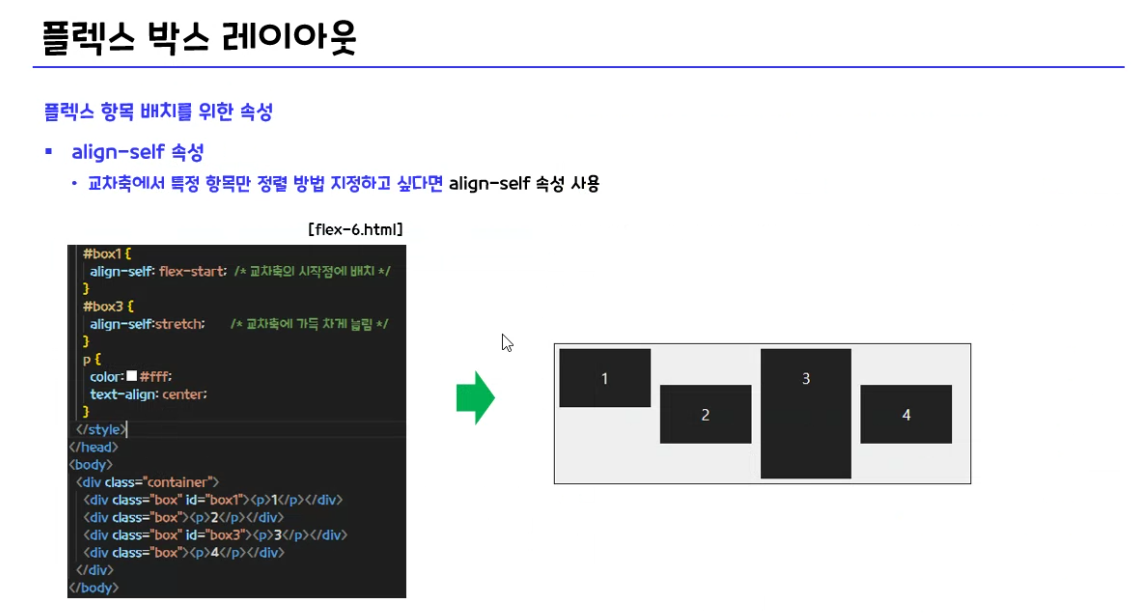 플렉스 박스 레이아웃
플렉스 항목 배치를 위한 속성
▪ align-self 속성
• 교차축에서 특정 항목만 정렬 방법 지정하고 싶다면 align-self 속성 사용
[flex-6.html]
#box1 {
align-self: flex-start; /* 교차축의 시작점에 배치 */
}
#box3 {
align-self:stretch; /* 교차축에 가득 차게 늘림 */
}
p {
color: #fff;
text-align: center;
}
</style>
</head>
<body>
<div class="container">
<div class="box" id="box1"><p>1</p></div>
<div class="box"><p>2</p></div>
<div class="box" id="box3"><p>3</p></div>
<div class="box"><p>4</p></div>
</div>
</body>
1
2
3
4